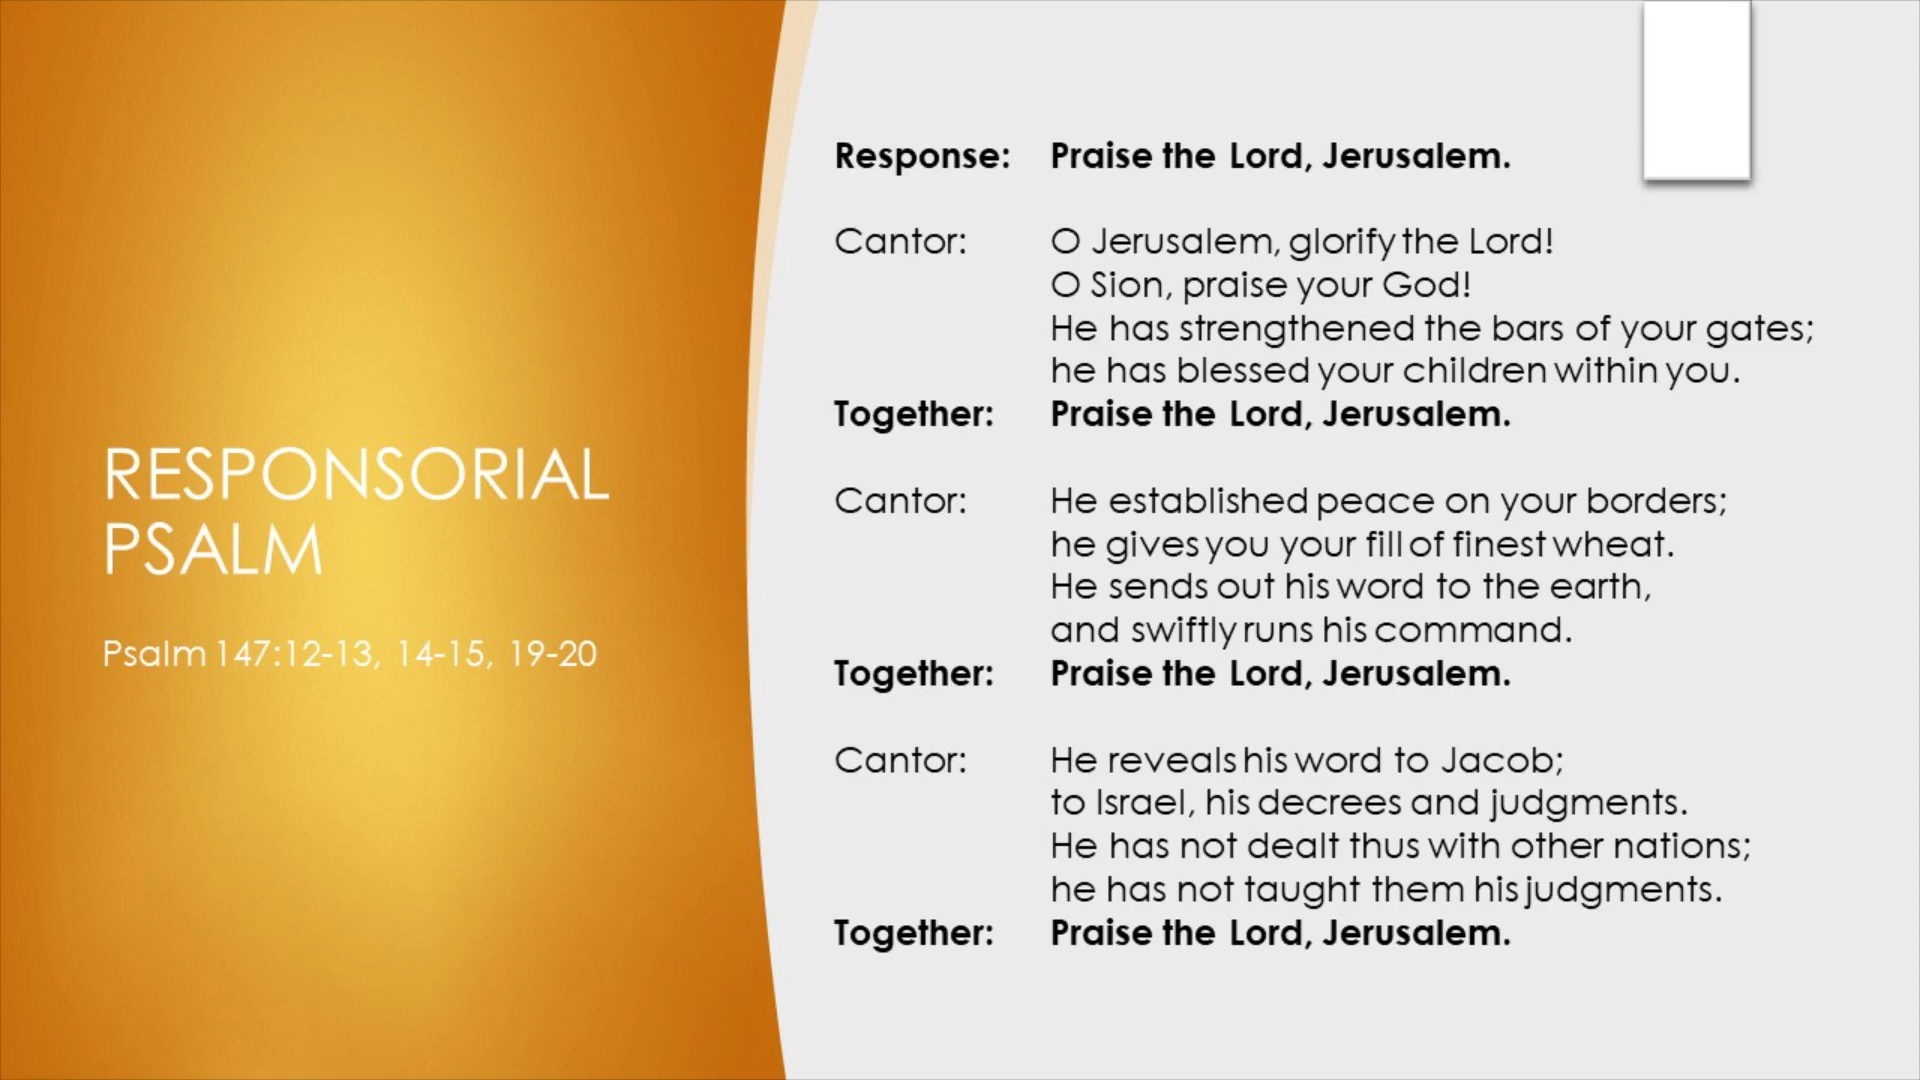 RESPONSORIAL
PSALM
Psalm 147:12-13, 14-15, 19-20
Response: Praise the Lord, Jerusalem.
Cantor: O Jerusalem, glorify the Lord!
O Sion, praise your God!
He has strengthened the bars of your gates;
he has blessed your children within you.
Together: Praise the Lord, Jerusalem.
Cantor: He established peace on your borders;
he gives you your fill of finest wheat.
He sends out his word to the earth,
and swiftly runs his command.
Together: Praise the Lord, Jerusalem.
Cantor: He reveals his word to Jacob;
to Israel, his decrees and judgments.
He has not dealt thus with other nations;
he has not taught them his judgments.
Together: Praise the Lord, Jerusalem.